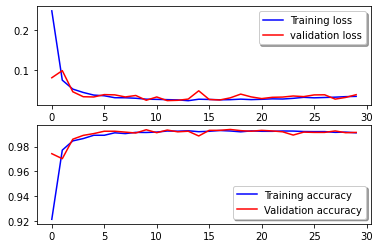 0.2
0.1
Training loss
validation loss
0 5 10 15 20 25 30
0.98
0.96
0.94
0.92
Training accuracy
Validation accuracy
0 5 10 15 20 25 30